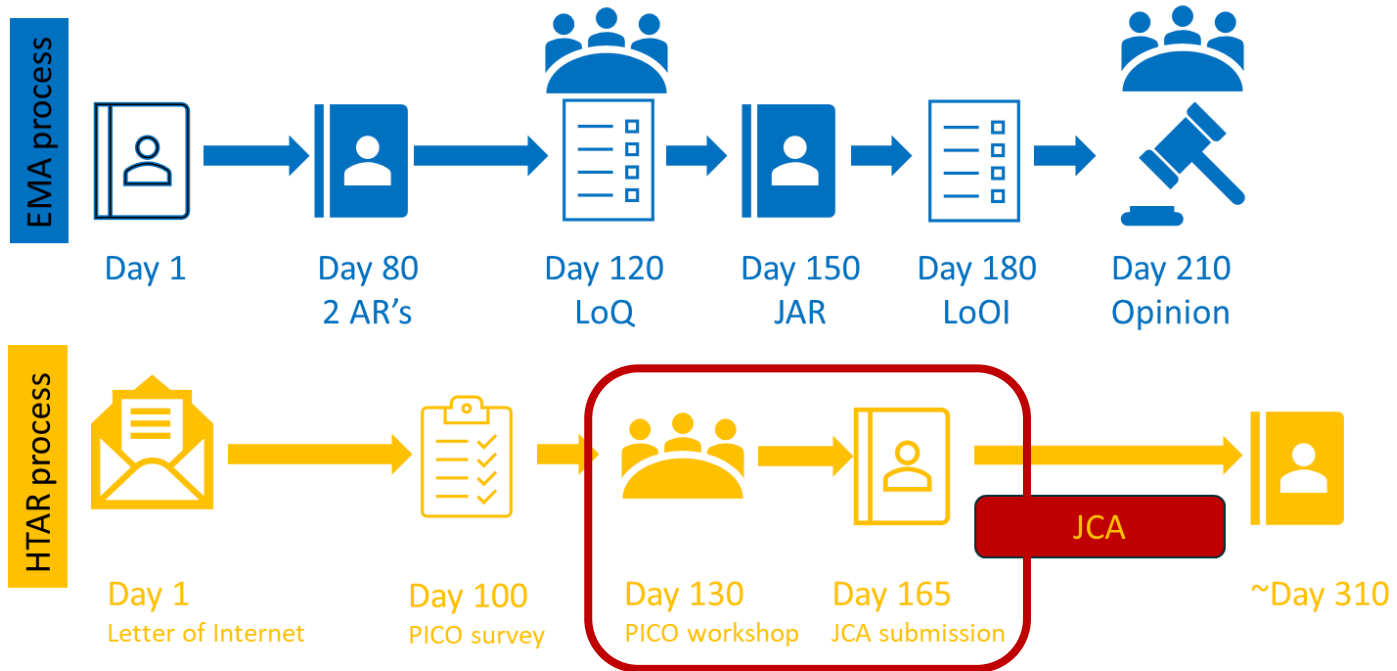 EMA process
Day 1
Day 80
2 AR's
Day 120
LoQ
Day 150
JAR
Day 180
LoOI
Day 210
Opinion
HTAR process
JCA
Day 1
Letter of Internet
Day 100
PICO survey
Day 130
PICO workshop
Day 165
JCA submission
~Day 310